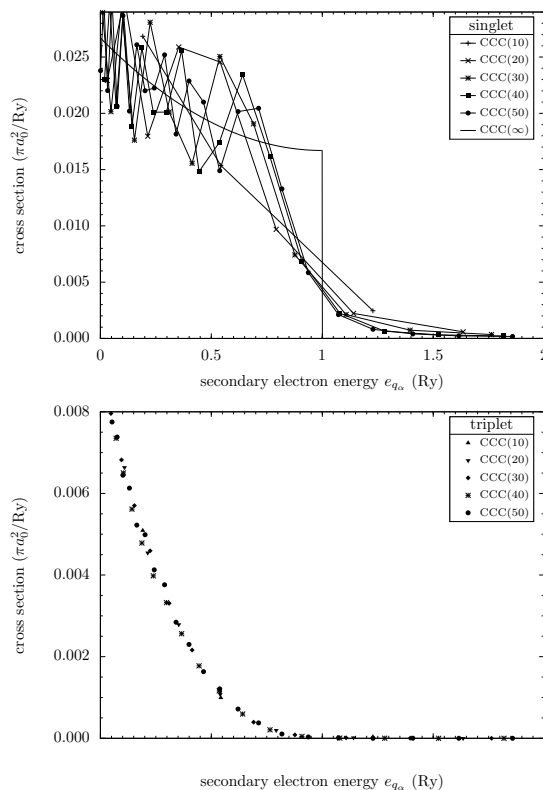 singlet
CCC(10)
CCC(20)
CCC(30)
CCC(40)
CCC(50)
CCC(∞)
cross section (πa₀²/Ry)
0.025
0.020
0.015
0.010
0.005
0.000
0 0.5 1 1.5 2
secondary electron energy e_{q_α} (Ry)
triplet
CCC(10)
CCC(20)
CCC(30)
CCC(40)
CCC(50)
cross section (πa₀²/Ry)
0.008
0.006
0.004
0.002
0.000
secondary electron energy e_{q_α} (Ry)